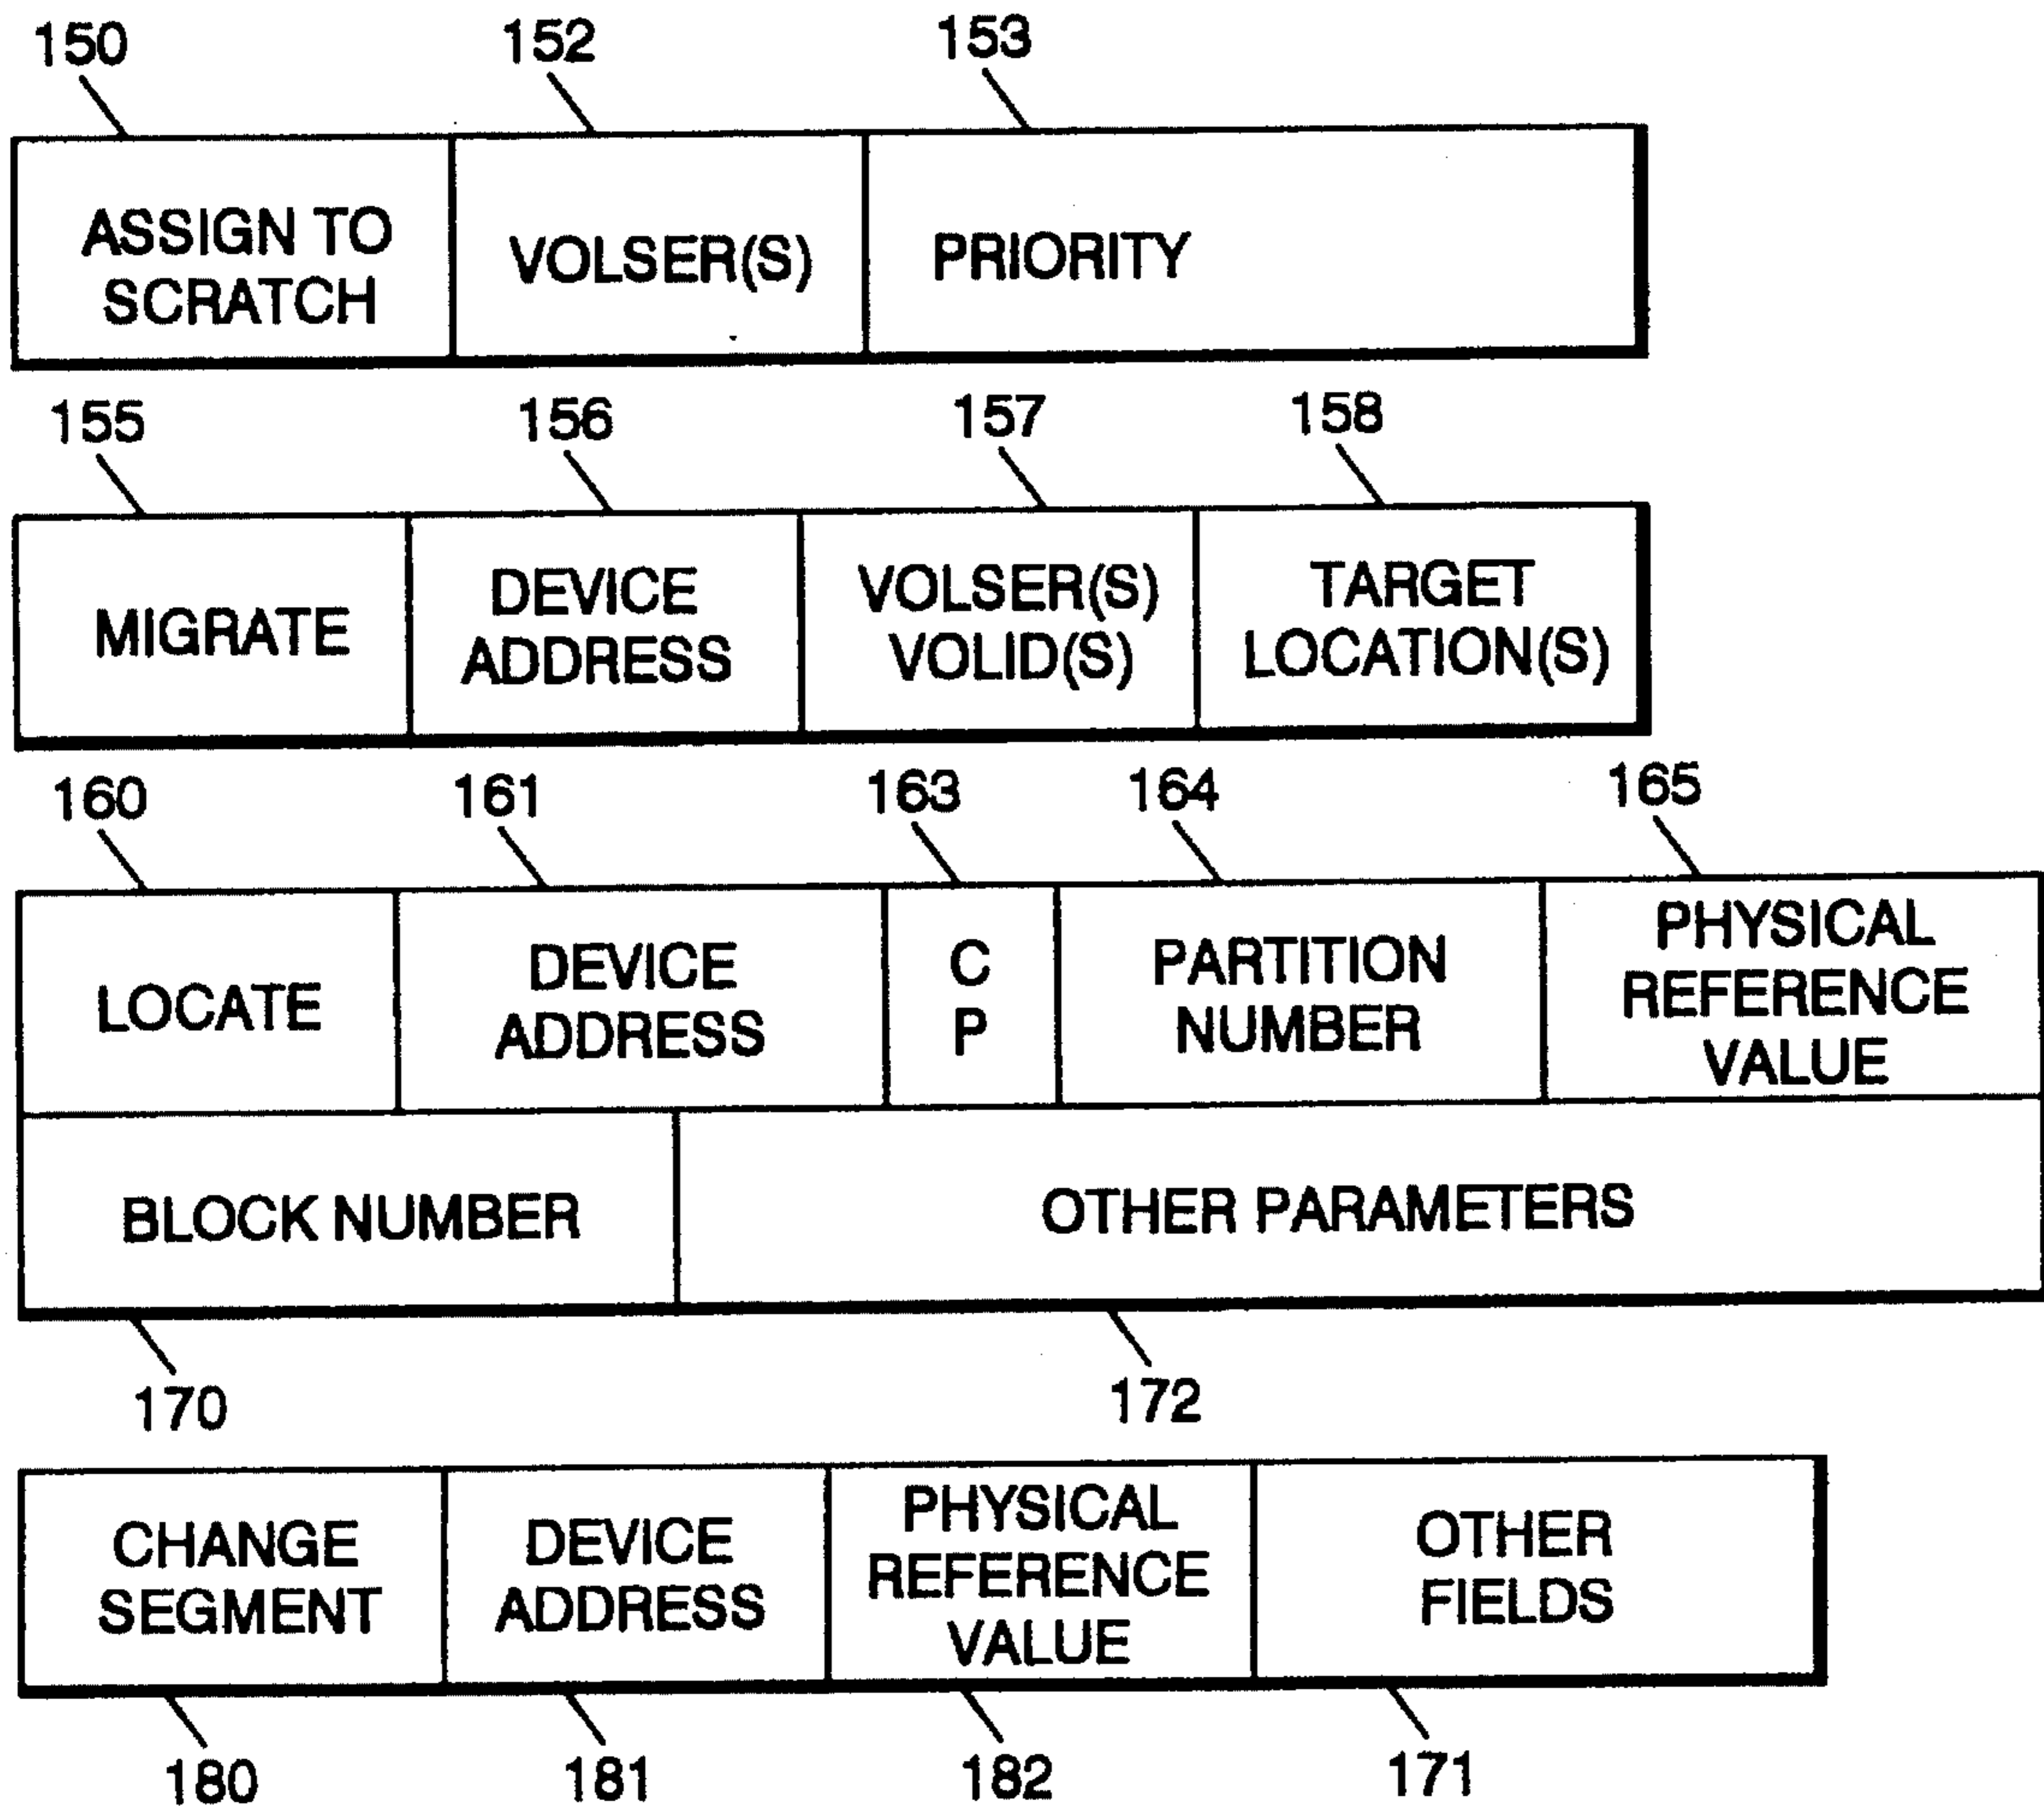 150 152 153
ASSIGN TO
SCRATCH
VOLSER(S)
PRIORITY
155 156 157 158
MIGRATE
DEVICE
ADDRESS
VOLSER(S)
VOLID(S)
TARGET
LOCATION(S)
160 161 163 164 165
LOCATE
DEVICE
ADDRESS
C
P
PARTITION
NUMBER
PHYSICAL
REFERENCE
VALUE
BLOCK NUMBER
OTHER PARAMETERS
170 172
CHANGE
SEGMENT
DEVICE
ADDRESS
PHYSICAL
REFERENCE
VALUE
OTHER
FIELDS
180 181 182 171